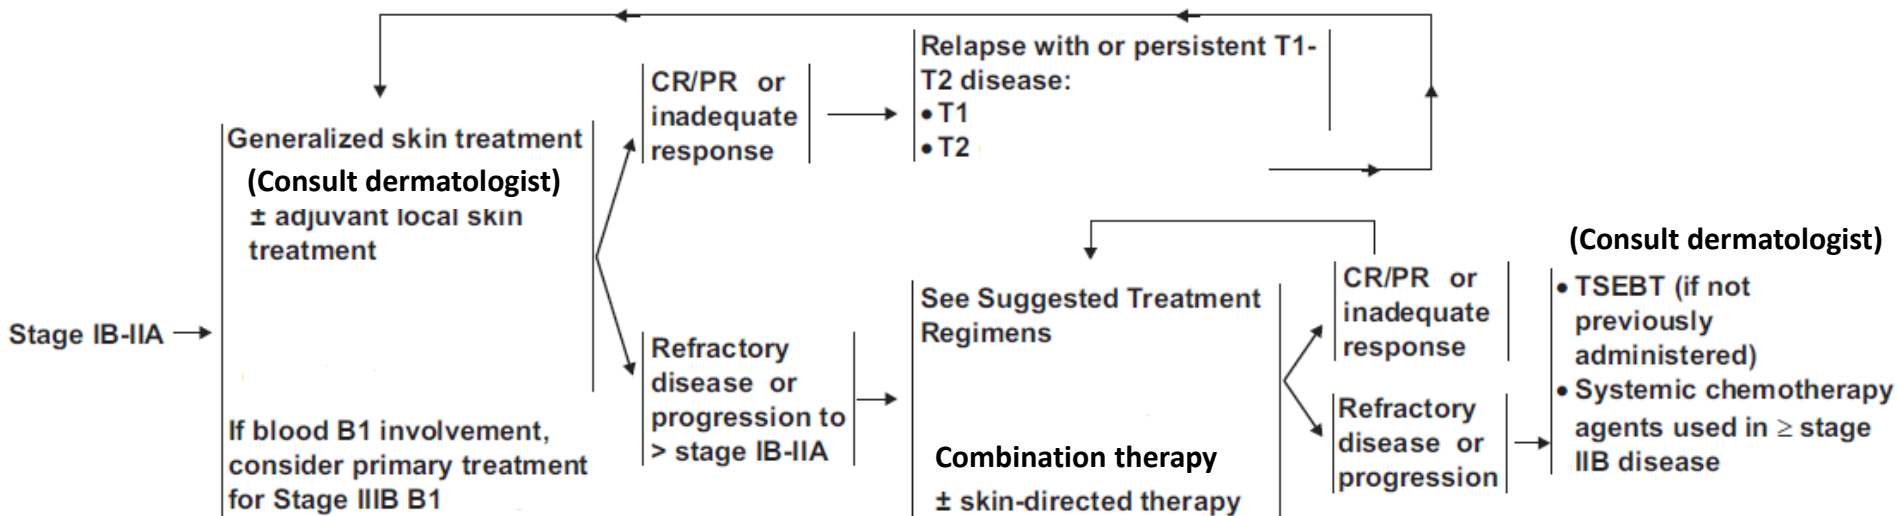 Stage IB-IIA
Generalized skin treatment
(Consult dermatologist)
± adjuvant local skin
treatment
If blood B1 involvement,
consider primary treatment
for Stage IIIB B1
CR/PR or
inadequate
response
Relapse with or persistent T1-
T2 disease:
• T1
• T2
Refractory
disease or
progression to
> stage IB-IIA
See Suggested Treatment
Regimens
Combination therapy
± skin-directed therapy
CR/PR or
inadequate
response
Refractory
disease or
progression
(Consult dermatologist)
• TSEBT (if not
previously
administered)
• Systemic chemotherapy
agents used in ≥ stage
IIB disease